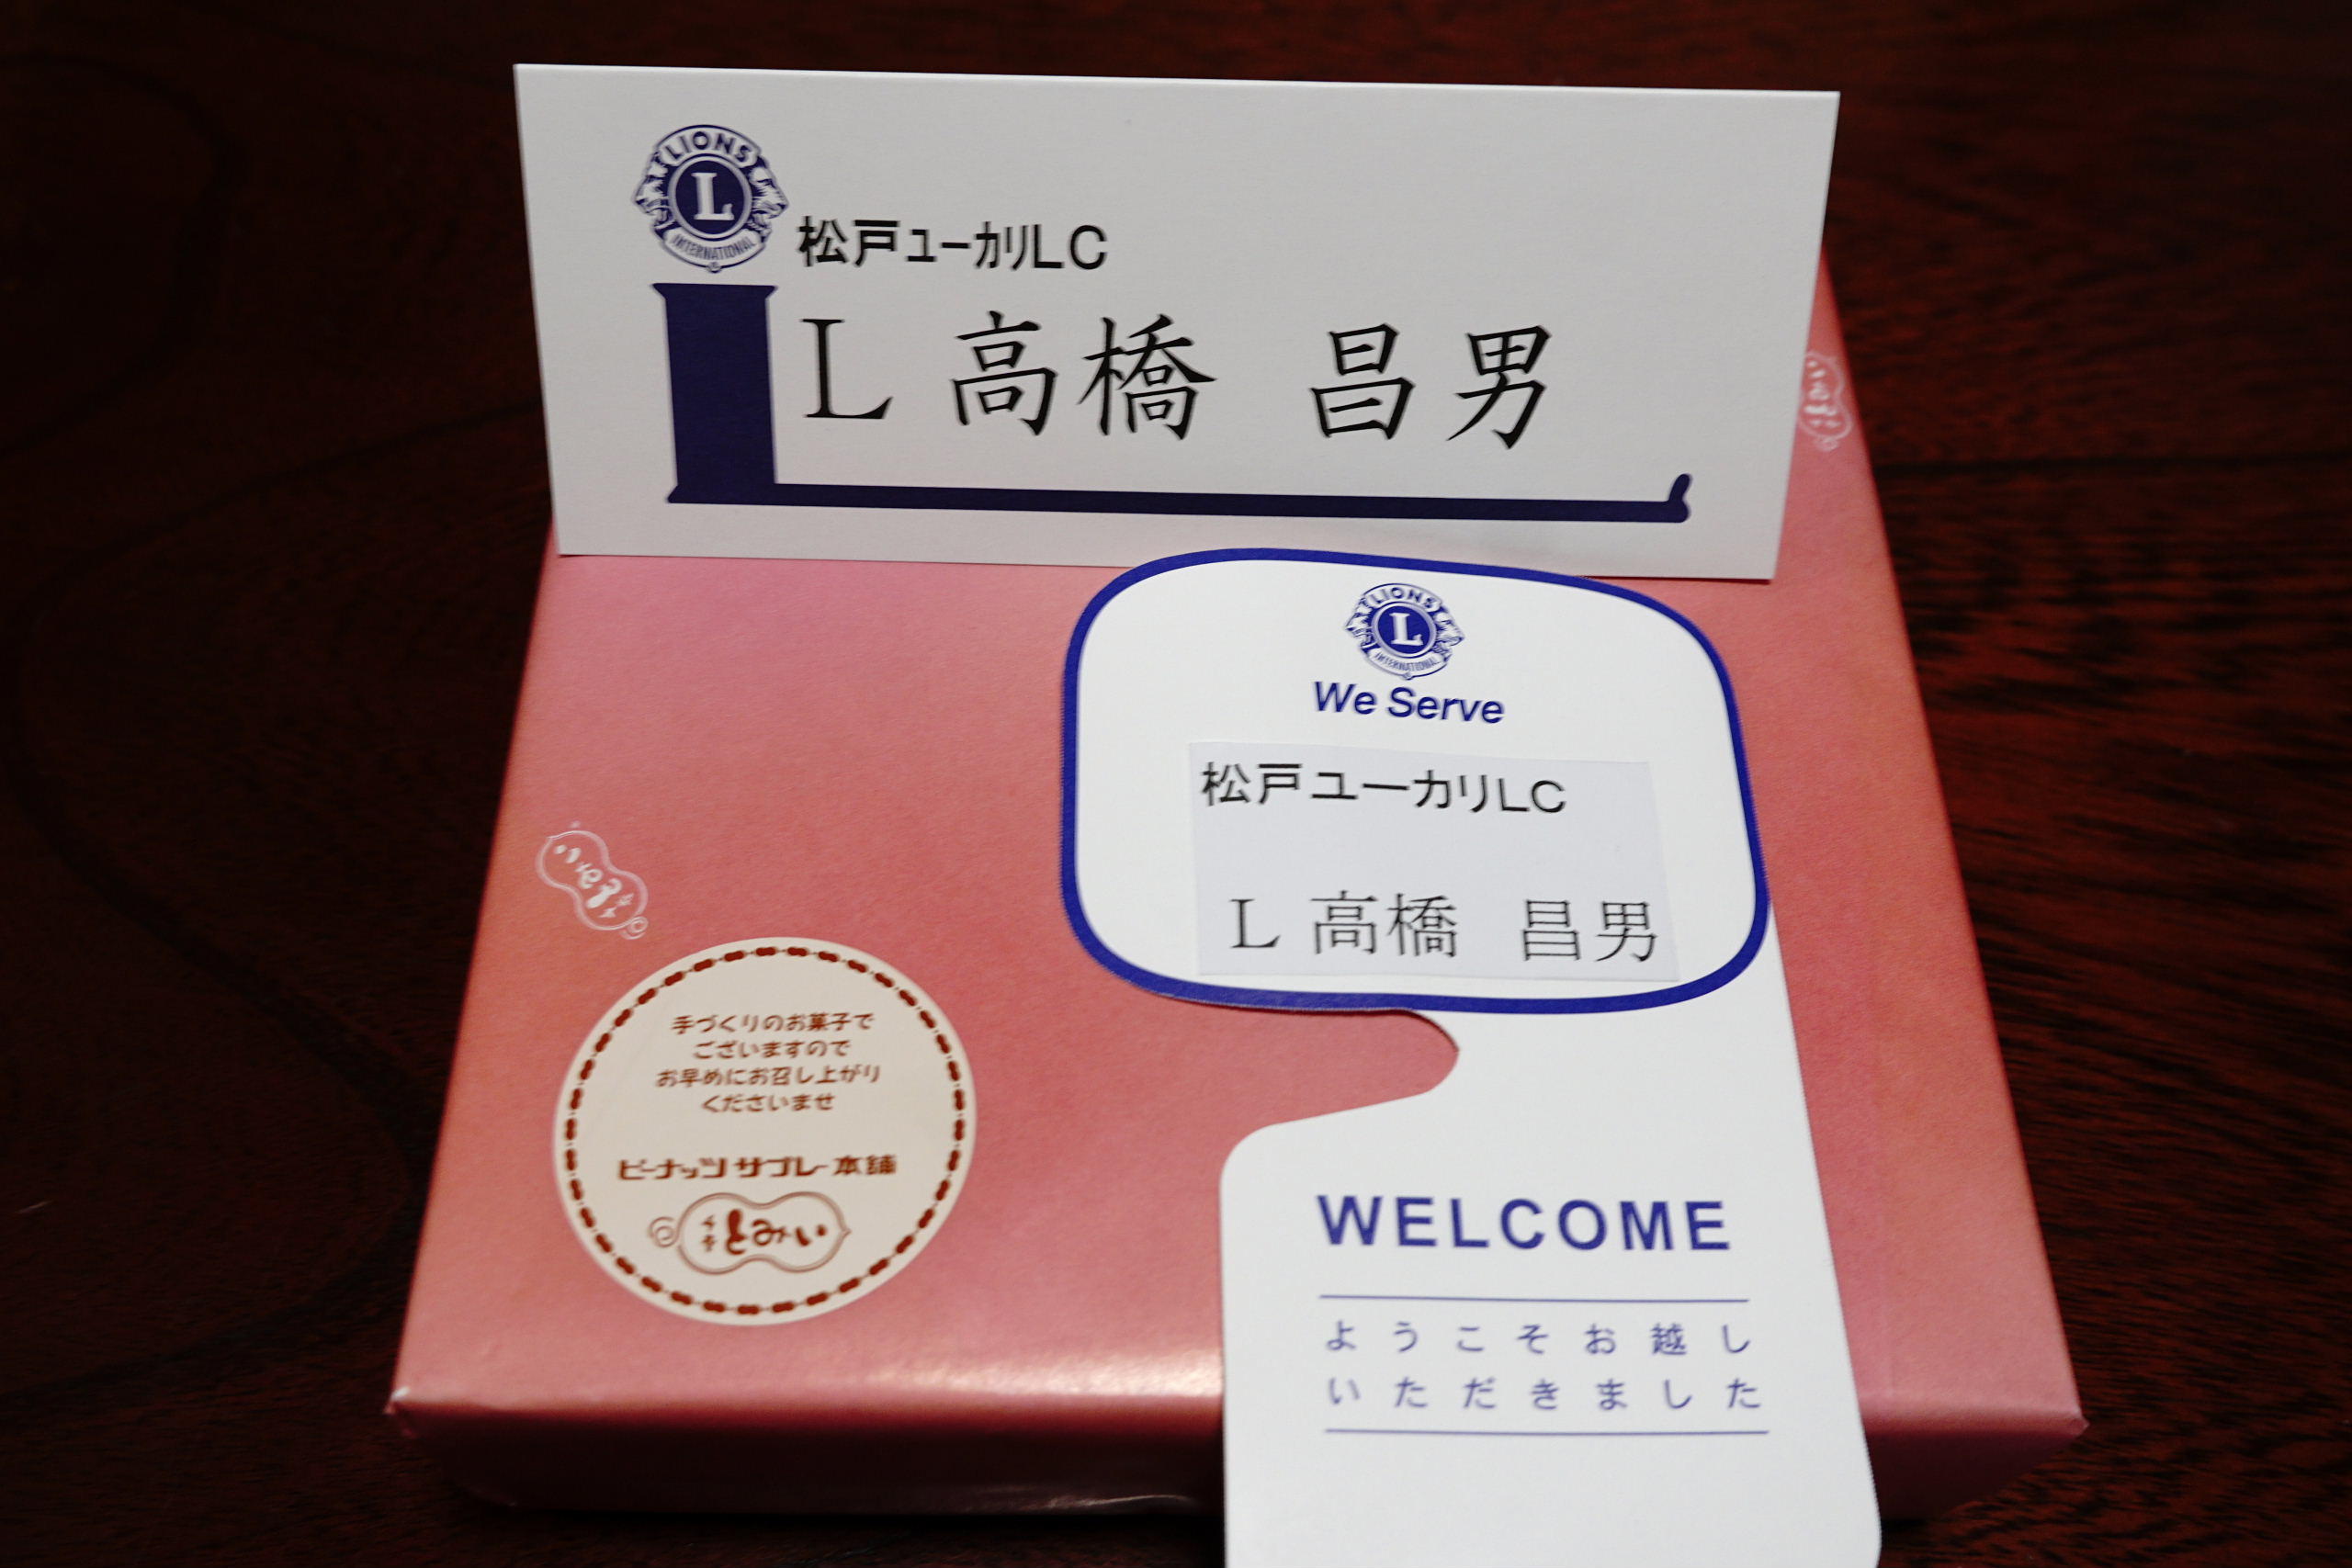 LIONS
L
INTERNATIONAL
松戸ユーカリLC
L 高橋 昌男
LIONS
L
INTERNATIONAL
We Serve
松戸ユーカリLC
L 高橋 昌男
手づくりのお菓子で
ございますので
お早めにお召し上がり
くださいませ
ピーナッツ サブレー本舗
とみい
WELCOME
ようこそお越し
いただきました